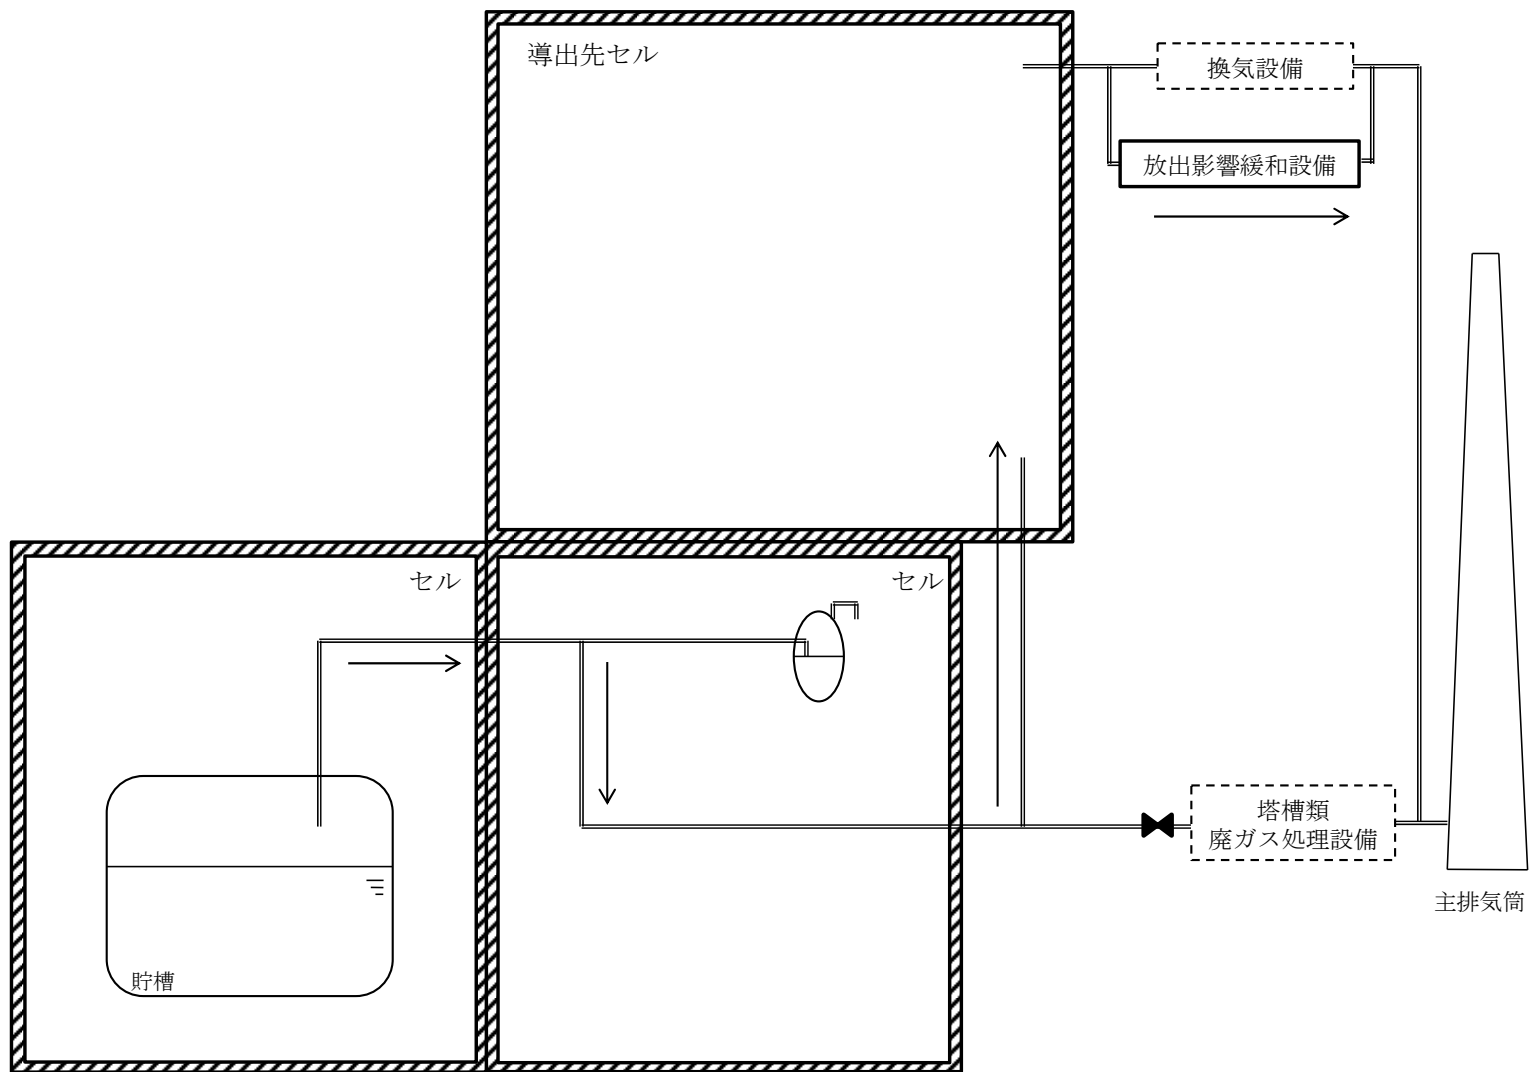 導出先セル
換気設備
放出影響緩和設備
セル
セル
塔槽類
廃ガス処理設備
主排気筒
貯槽